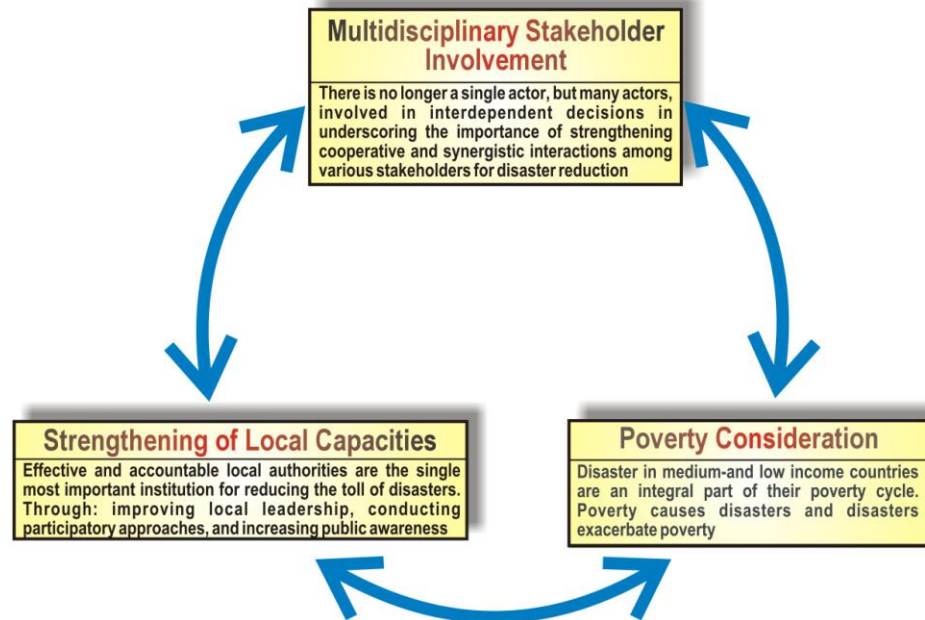 Multidisciplinary Stakeholder
Involvement
There is no longer a single actor, but many actors,
involved in interdependent decisions in
underscoring the importance of strengthening
cooperative and synergistic interactions among
various stakeholders for disaster reduction
Strengthening of Local Capacities
Effective and accountable local authorities are the single
most important institution for reducing the toll of disasters.
Through: improving local leadership, conducting
participatory approaches, and increasing public awareness
Poverty Consideration
Disaster in medium-and low income countries
are an integral part of their poverty cycle.
Poverty causes disasters and disasters
exacerbate poverty